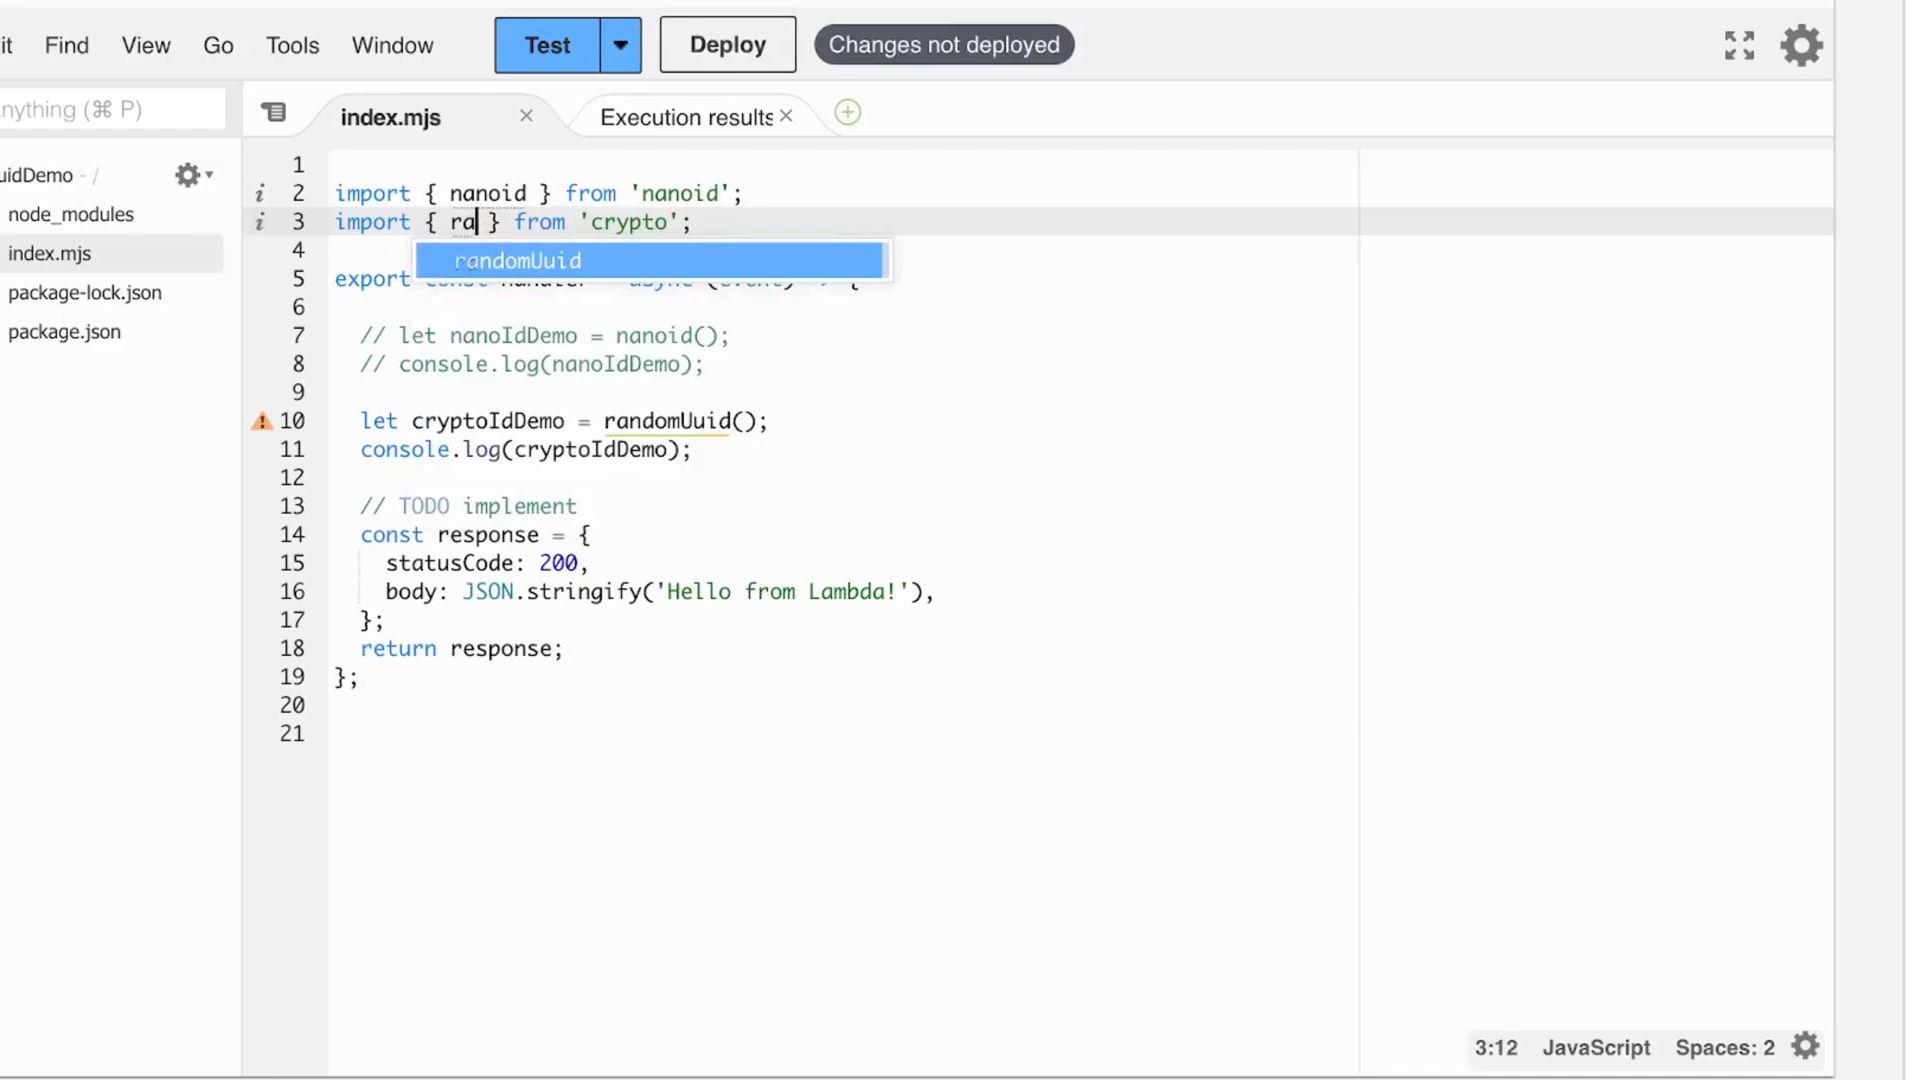 it Find View Go Tools Window Test Deploy Changes not deployed
nything (⌘ P)
index.mjs Execution results
uidDemo - /
node_modules
index.mjs
package-lock.json
package.json
1
2 import { nanoid } from 'nanoid';
3 import { ra } from 'crypto';
randomUuid
4
5 export
6
7 // let nanoIdDemo = nanoid();
8 // console.log(nanoIdDemo);
9
10 let cryptoIdDemo = randomUuid();
11 console.log(cryptoIdDemo);
12
13 // TODO implement
14 const response = {
15 statusCode: 200,
16 body: JSON.stringify('Hello from Lambda!'),
17 };
18 return response;
19 };
20
21
3:12 JavaScript Spaces: 2